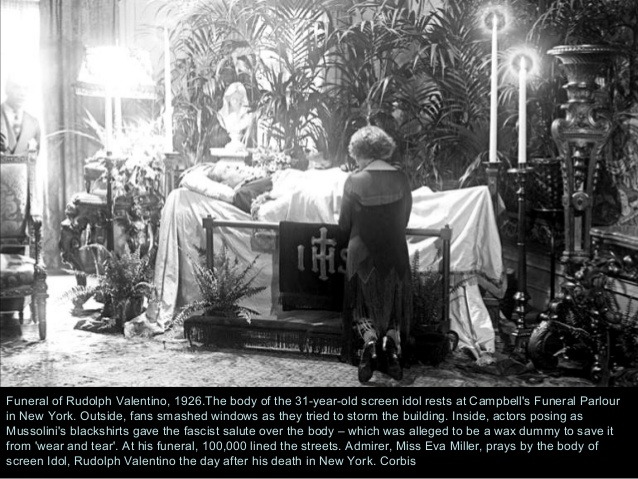 IHS
Funeral of Rudolph Valentino, 1926.The body of the 31-year-old screen idol rests at Campbell's Funeral Parlour
in New York. Outside, fans smashed windows as they tried to storm the building. Inside, actors posing as
Mussolini's blackshirts gave the fascist salute over the body – which was alleged to be a wax dummy to save it
from 'wear and tear'. At his funeral, 100,000 lined the streets. Admirer, Miss Eva Miller, prays by the body of
screen Idol, Rudolph Valentino the day after his death in New York. Corbis